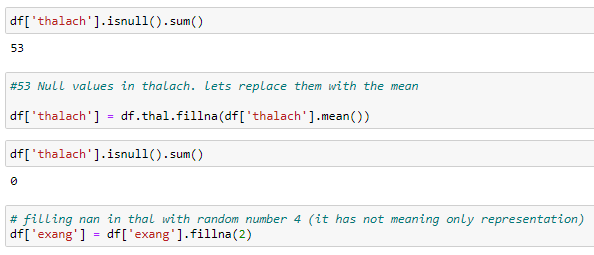 df['thalach'].isnull().sum()
53
#53 Null values in thalach. lets replace them with the mean
df['thalach'] = df.thal.fillna(df['thalach'].mean())
df['thalach'].isnull().sum()
0
# filling nan in thal with random number 4 (it has not meaning only representation)
df['exang'] = df['exang'].fillna(2)